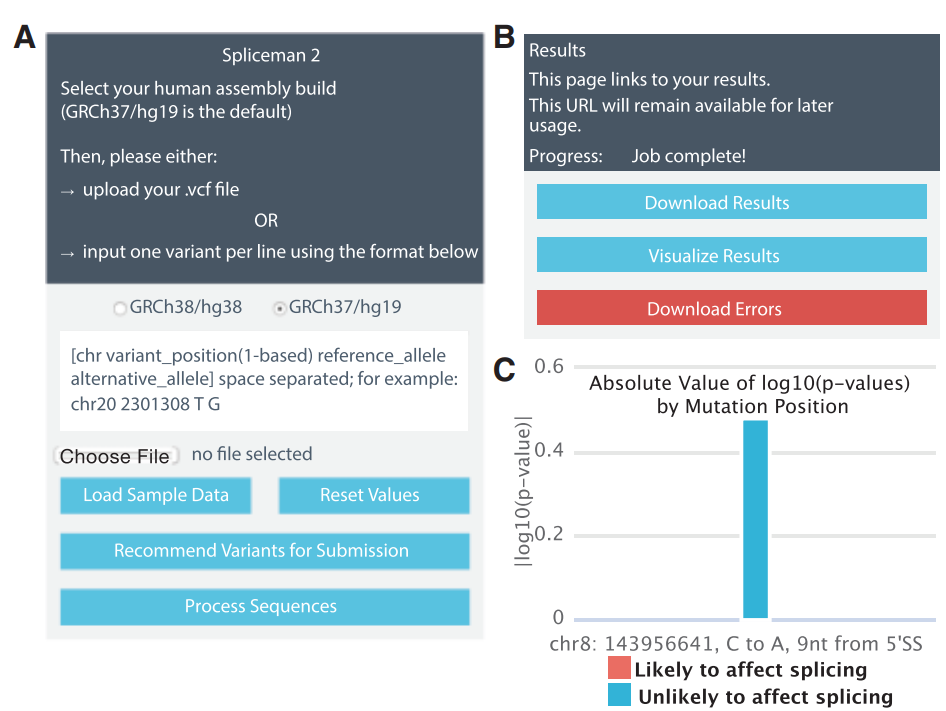 A
Spliceman 2
Select your human assembly build
(GRCh37/hg19 is the default)
Then, please either:
→ upload your .vcf file
OR
→ input one variant per line using the format below
GRCh38/hg38 GRCh37/hg19
[chr variant_position(1-based) reference_allele
alternative_allele] space separated; for example:
chr20 2301308 T G
Choose File no file selected
Load Sample Data Reset Values
Recommend Variants for Submission
Process Sequences
B
Results
This page links to your results.
This URL will remain available for later
usage.
Progress: Job complete!
Download Results
Visualize Results
Download Errors
C
Absolute Value of log10(p-values)
by Mutation Position
|log10(p-value)|
0.6
0.4
0.2
0
chr8: 143956641, C to A, 9nt from 5'SS
Likely to affect splicing
Unlikely to affect splicing